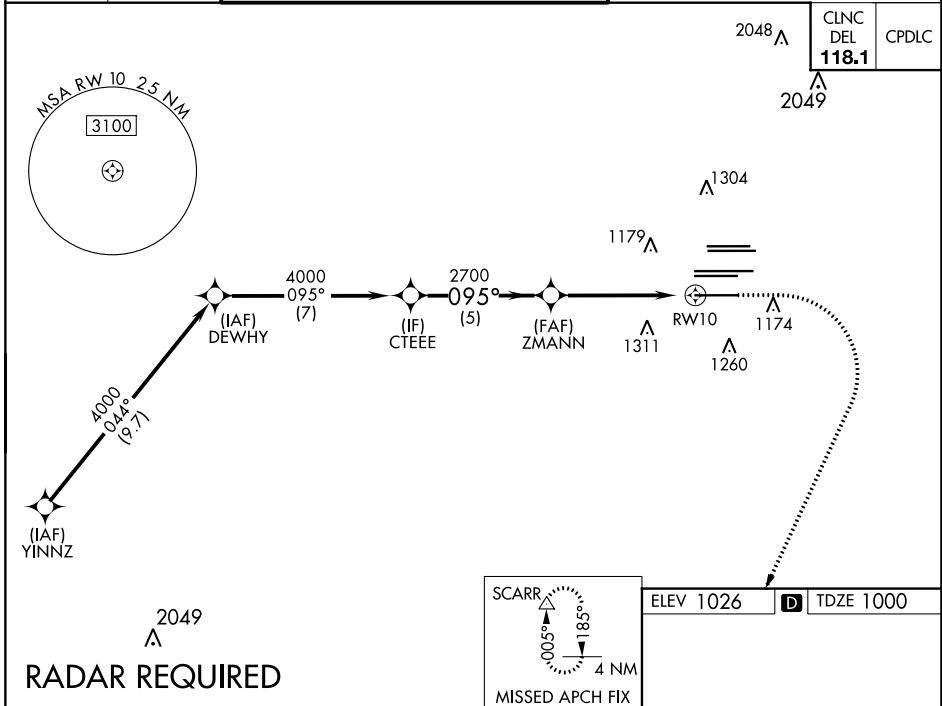 CLNC
DEL
118.1
CPDLC
2048
2049
MSA RW 10 25 NM
3100
1304
1179
4000
095°
(7)
2700
095°
(5)
(IAF)
DEWHY
(IF)
CTEEE
(FAF)
ZMANN
RW10
1174
1311
1260
4000
044°
(9.7)
(IAF)
YINNZ
2049
RADAR REQUIRED
SCARR
005°
185°
4 NM
MISSED APCH FIX
ELEV 1026
D
TDZE 1000